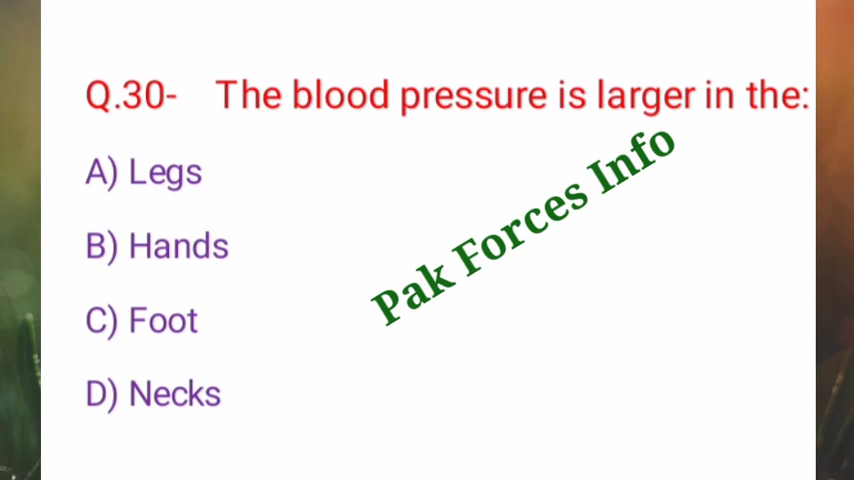 Q.30- The blood pressure is larger in the:
A) Legs
B) Hands
C) Foot
D) Necks
Pak Forces Info